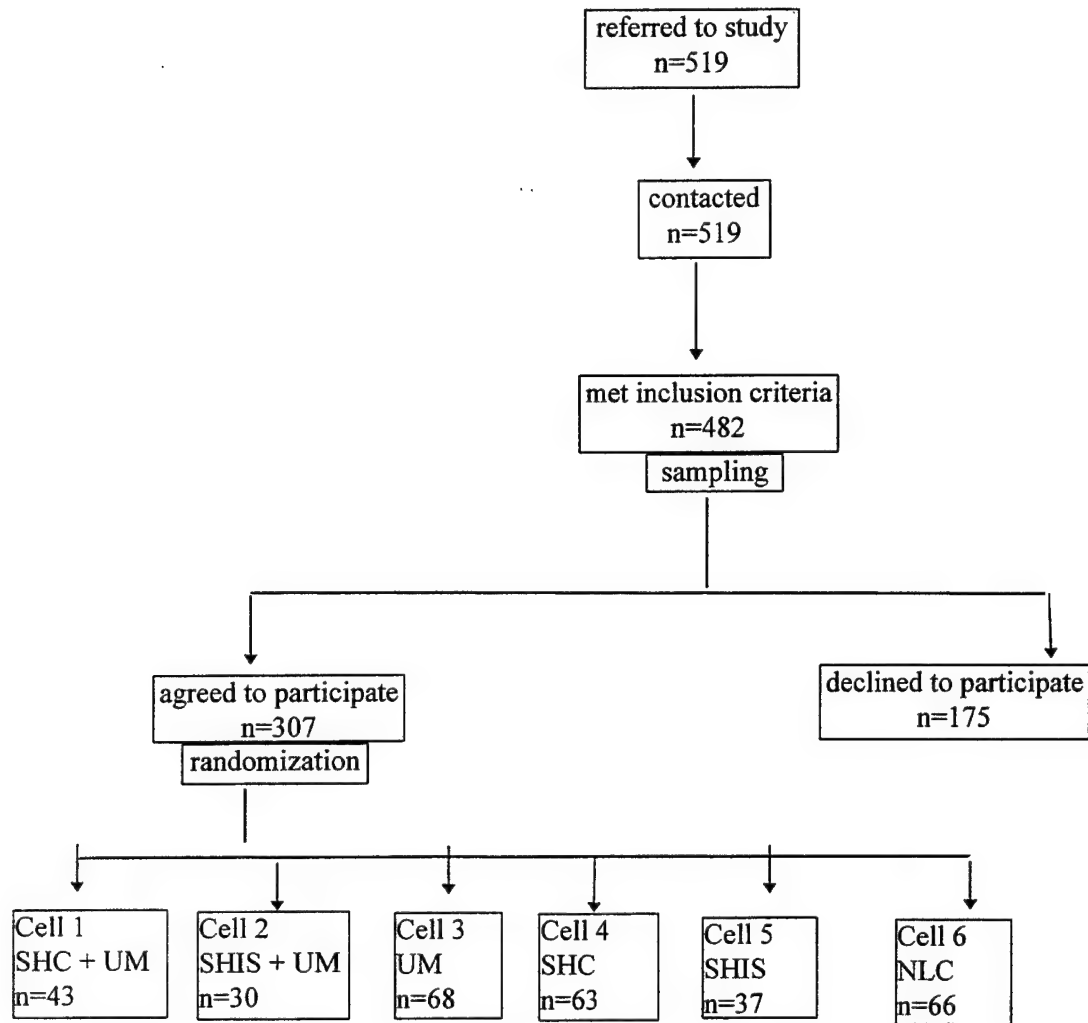 referred to study
n=519
contacted
n=519
met inclusion criteria
n=482
sampling
agreed to participate
n=307
randomization
declined to participate
n=175
Cell 1
SHC + UM
n=43
Cell 2
SHIS + UM
n=30
Cell 3
UM
n=68
Cell 4
SHC
n=63
Cell 5
SHIS
n=37
Cell 6
NLC
n=66